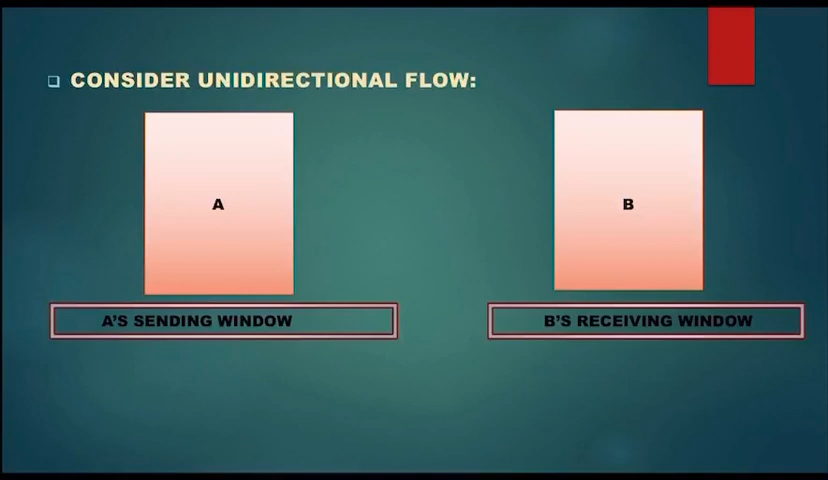 CONSIDER UNIDIRECTIONAL FLOW:
A
B
A'S SENDING WINDOW
B'S RECEIVING WINDOW